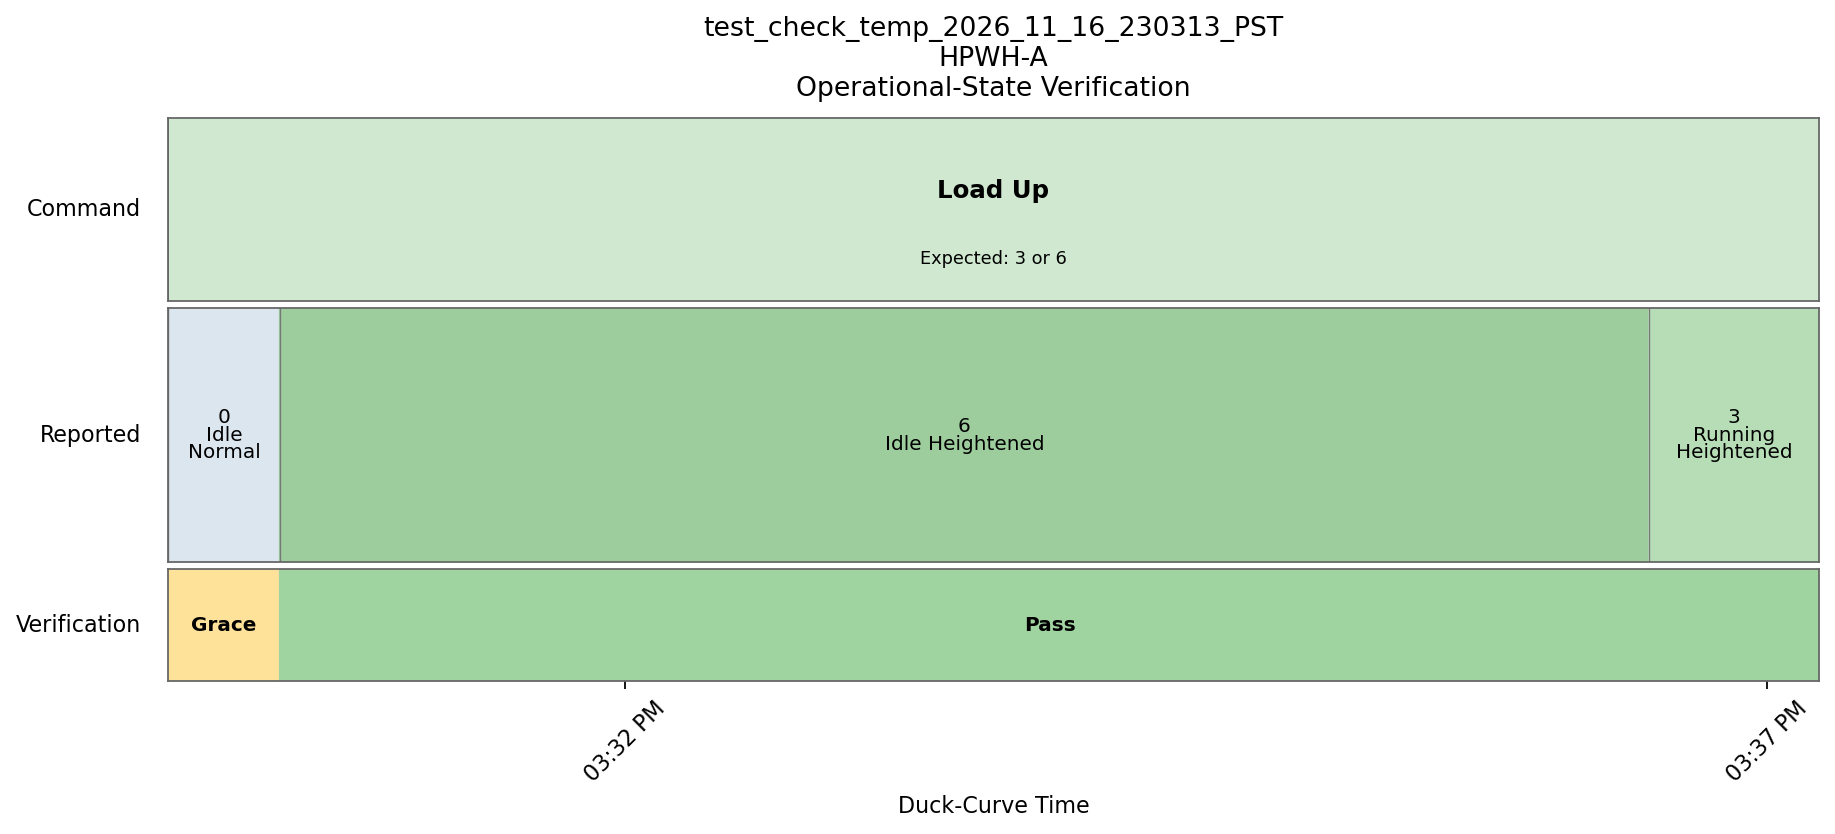 test_check_temp_2026_11_16_230313_PST
HPWH-A
Operational-State Verification
Command
Load Up
Expected: 3 or 6
Reported
0
Idle
Normal
6
Idle Heightened
3
Running
Heightened
Verification
Grace
Pass
03:32 PM
03:37 PM
Duck-Curve Time